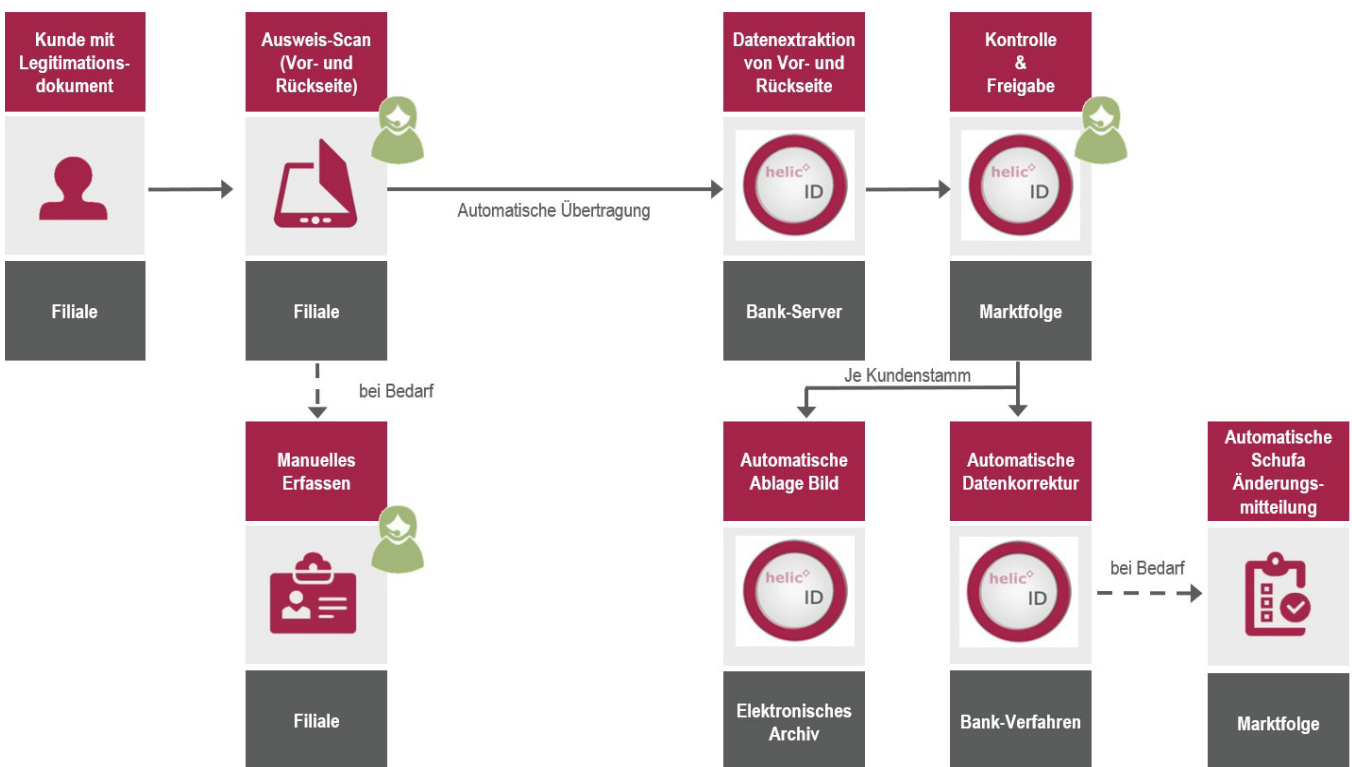 Kunde mit
Legitimations-
dokument
Filiale
Ausweis-Scan
(Vor- und
Rückseite)
Filiale
Automatische Übertragung
Datenextraktion
von Vor- und
Rückseite
helic
ID
Bank-Server
Kontrolle
&
Freigabe
helic
ID
Marktfolge
bei Bedarf
Je Kundenstamm
Manuelles
Erfassen
Filiale
Automatische
Ablage Bild
helic
ID
Elektronisches
Archiv
Automatische
Datenkorrektur
helic
ID
Bank-Verfahren
bei Bedarf
Automatische
Schufa
Änderungs-
mitteilung
Marktfolge